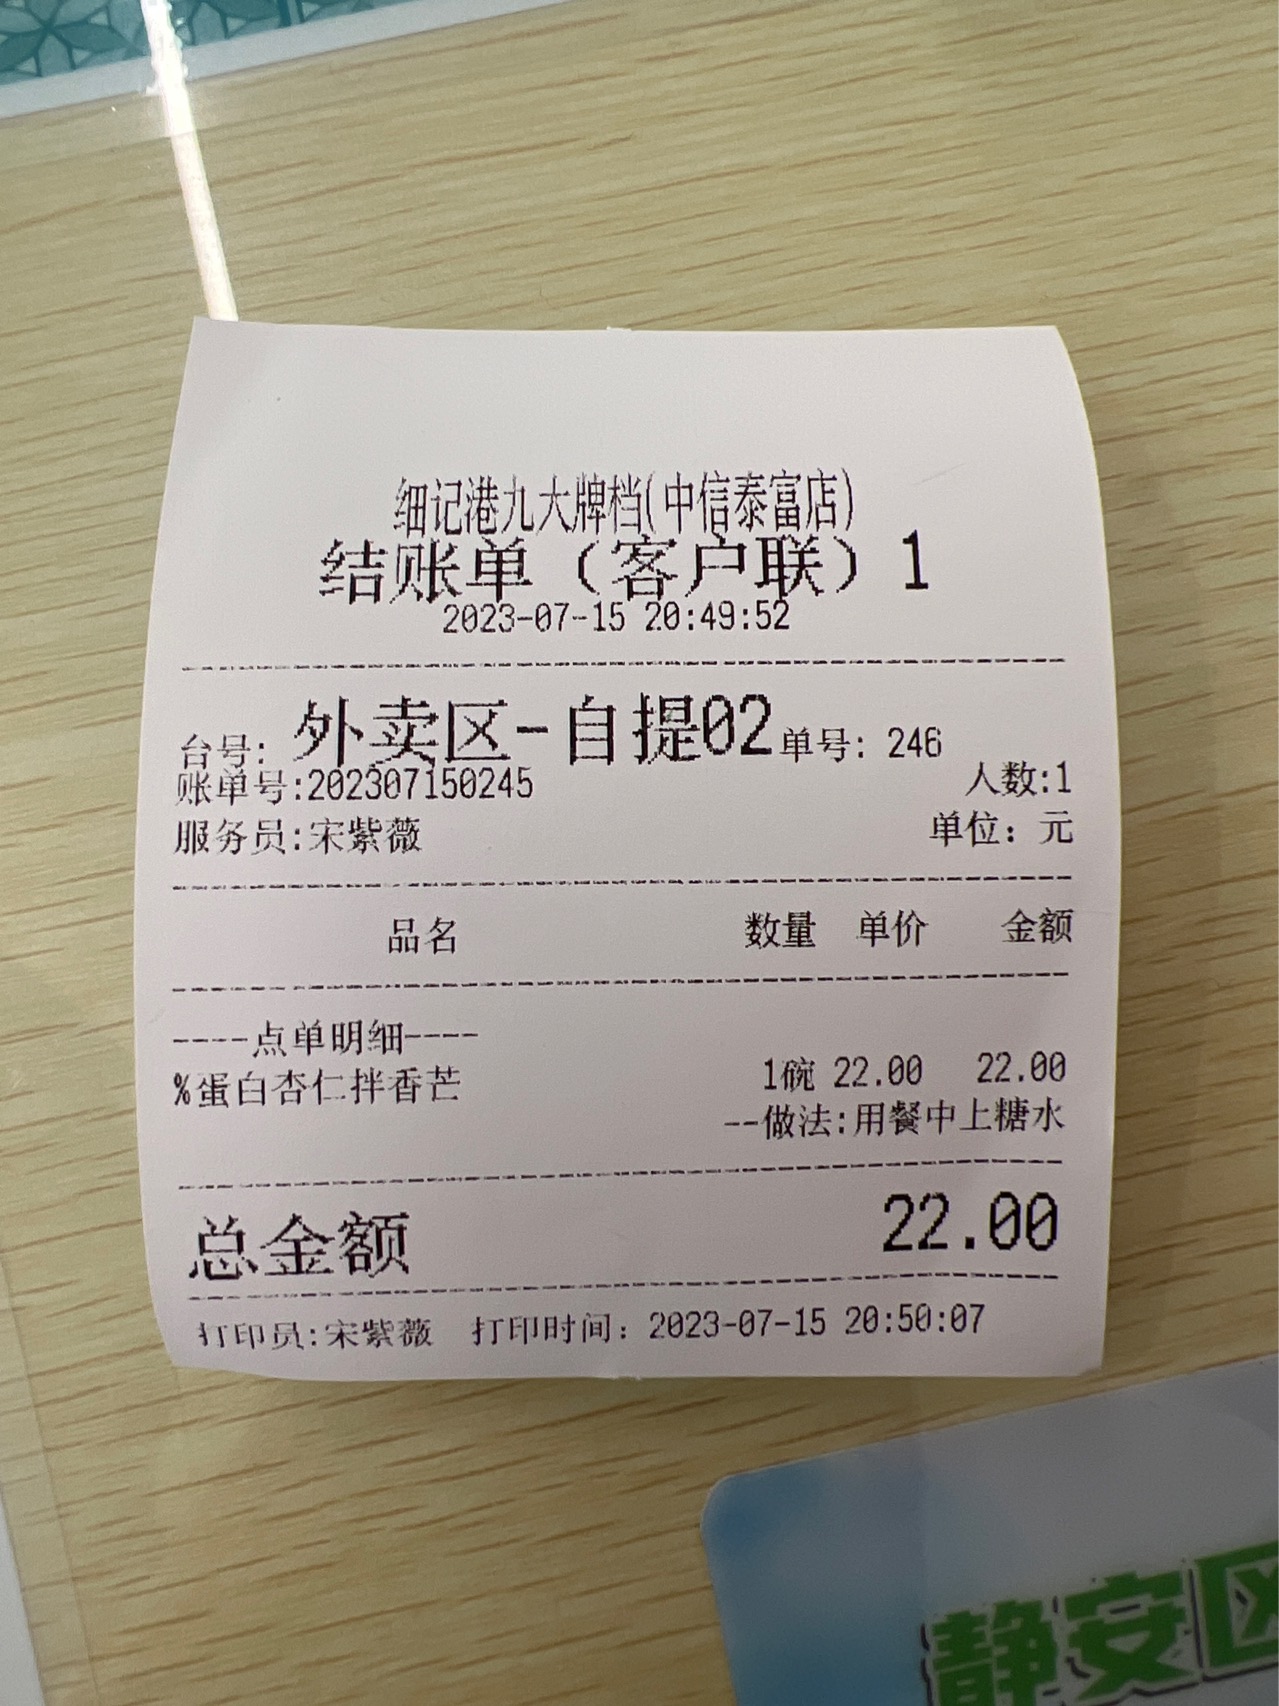 细记港九大牌档(中信泰富店)
结账单（客户联）1
2023-07-15 20:49:52
台号: 外卖区-自提02 单号: 246
账单号:202307150245 人数:1
服务员:宋紫薇 单位: 元
品名 数量 单价 金额
----点单明细----
%蛋白杏仁拌香芒 1碗 22.00 22.00
--做法:用餐中上糖水
总金额 22.00
打印员:宋紫薇 打印时间: 2023-07-15 20:50:07
静安区